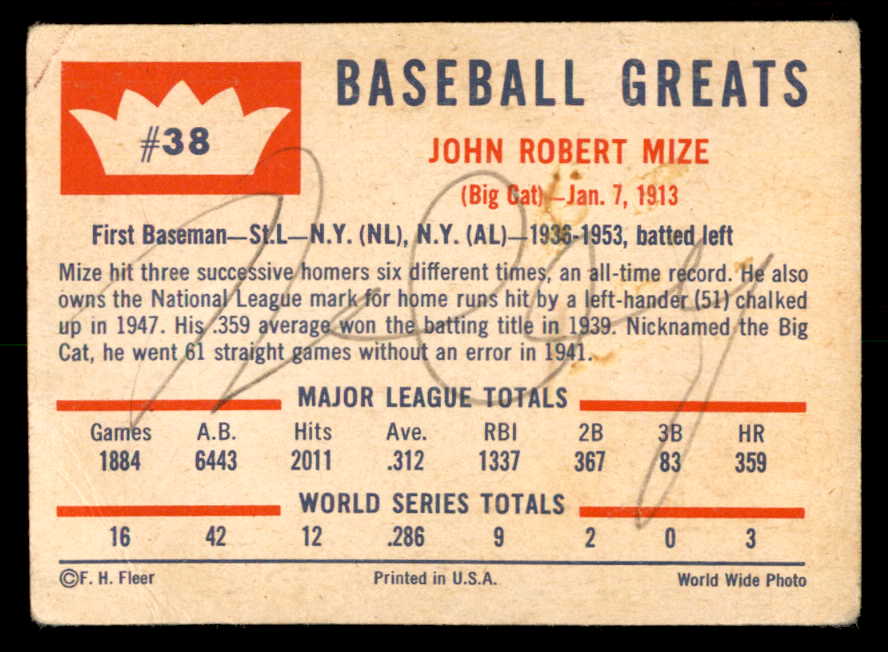 #38
BASEBALL GREATS
JOHN ROBERT MIZE
(Big Cat)—Jan. 7, 1913
First Baseman—St.L—N.Y. (NL), N.Y. (AL)—1936-1953, batted left
Mize hit three successive homers six different times, an all-time record. He also
owns the National League mark for home runs hit by a left-hander (51) chalked
up in 1947. His .359 average won the batting title in 1939. Nicknamed the Big
Cat, he went 61 straight games without an error in 1941.
MAJOR LEAGUE TOTALS
Games A.B. Hits Ave. RBI 2B 3B HR
1884 6443 2011 .312 1337 367 83 359
WORLD SERIES TOTALS
16 42 12 .286 9 2 0 3
©F. H. Fleer Printed in U.S.A. World Wide Photo